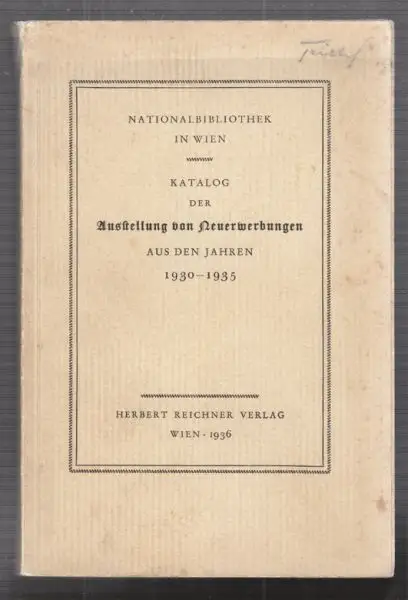 NATIONALBIBLIOTHEK
IN WIEN
KATALOG
DER
Ausstellung von Neuerwerbungen
AUS DEN JAHREN
1930–1935
HERBERT REICHNER VERLAG
WIEN · 1936